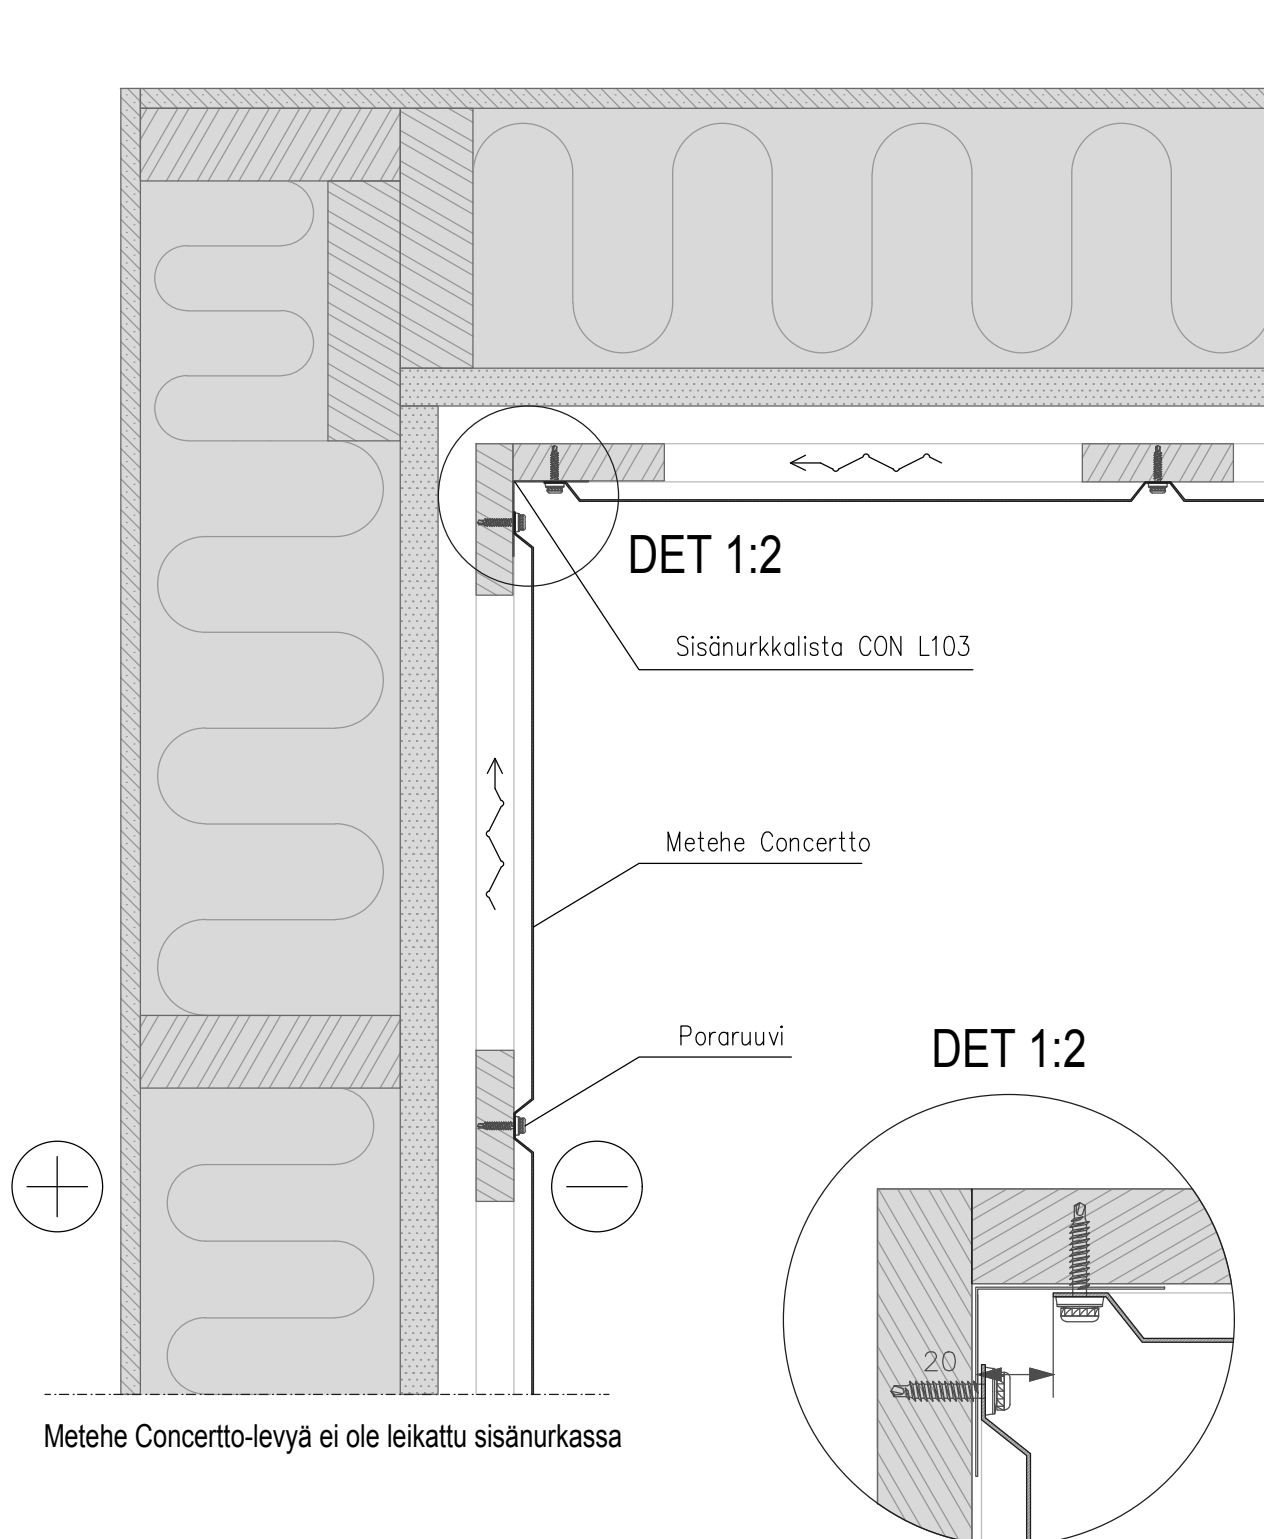 DET 1:2
Sisänurkkalista CON L103
Metehe Concertto
Poraruuvi
DET 1:2
20
Metehe Concertto-levyä ei ole leikattu sisänurkassa